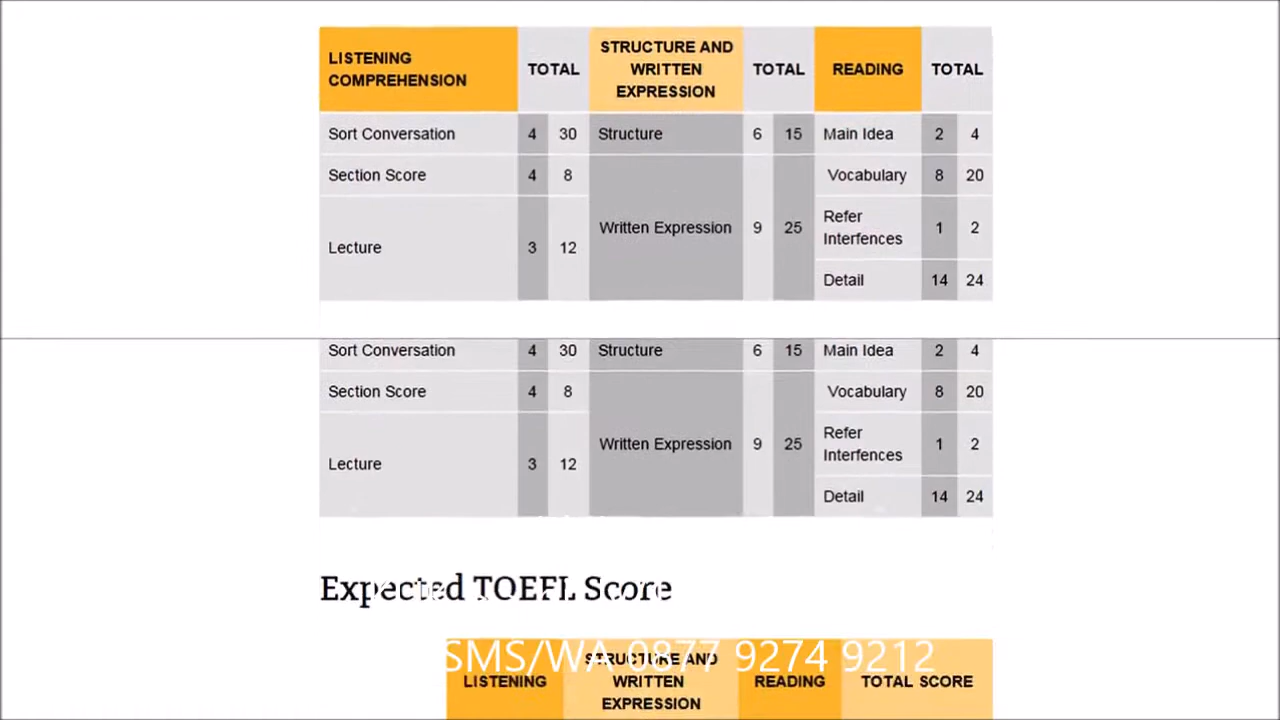 LISTENING COMPREHENSION TOTAL STRUCTURE AND WRITTEN EXPRESSION TOTAL READING TOTAL
Sort Conversation 4 30 Structure 6 15 Main Idea 2 4
Section Score 4 8 Written Expression 9 25 Vocabulary 8 20
Lecture 3 12 Refer Interfences 1 2
Detail 14 24
Sort Conversation 4 30 Structure 6 15 Main Idea 2 4
Section Score 4 8 Written Expression 9 25 Vocabulary 8 20
Lecture 3 12 Refer Interfences 1 2
Detail 14 24
Expected TOEFL Score
SMS/WA 0877 9274 9212
LISTENING STRUCTURE AND WRITTEN EXPRESSION READING TOTAL SCORE